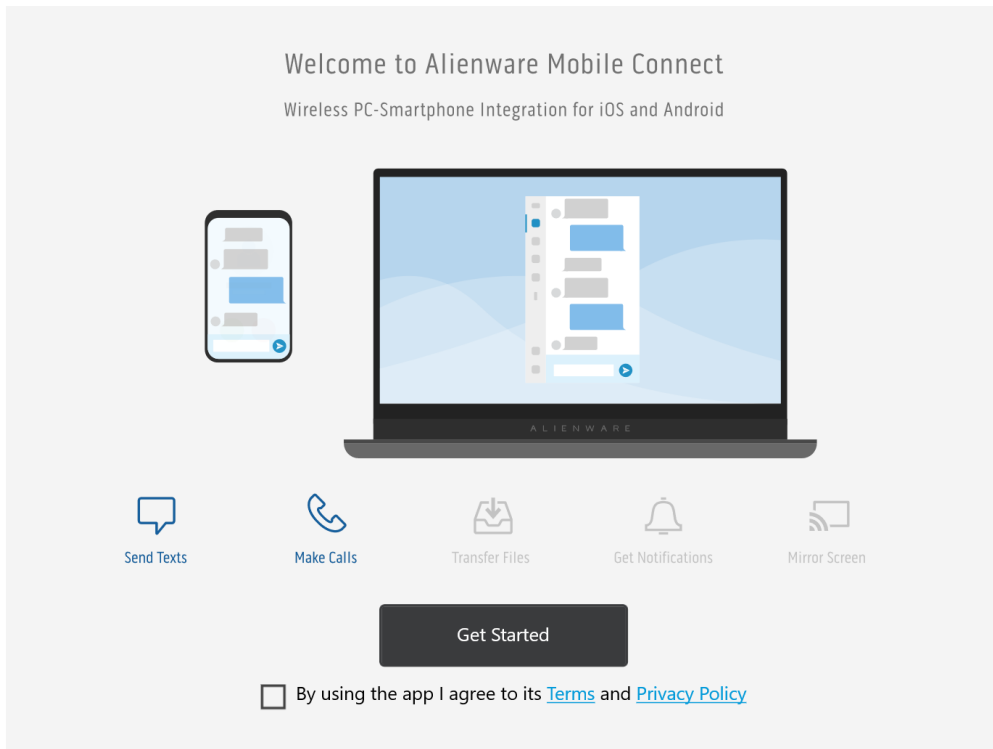 Welcome to Alienware Mobile Connect
Wireless PC-Smartphone Integration for iOS and Android
ALIENWARE
Send Texts
Make Calls
Transfer Files
Get Notifications
Mirror Screen
Get Started
By using the app I agree to its Terms and Privacy Policy